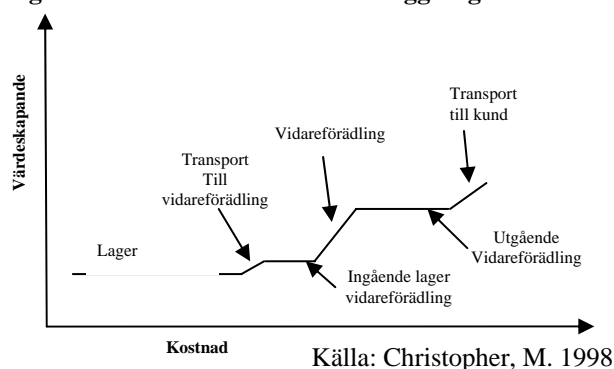 Värdeskapande
Transport
till kund
Vidareförädling
Transport
Till
vidareförädling
Lager
Utgående
Vidareförädling
Ingående lager
vidareförädling
Kostnad
Källa: Christopher, M. 1998